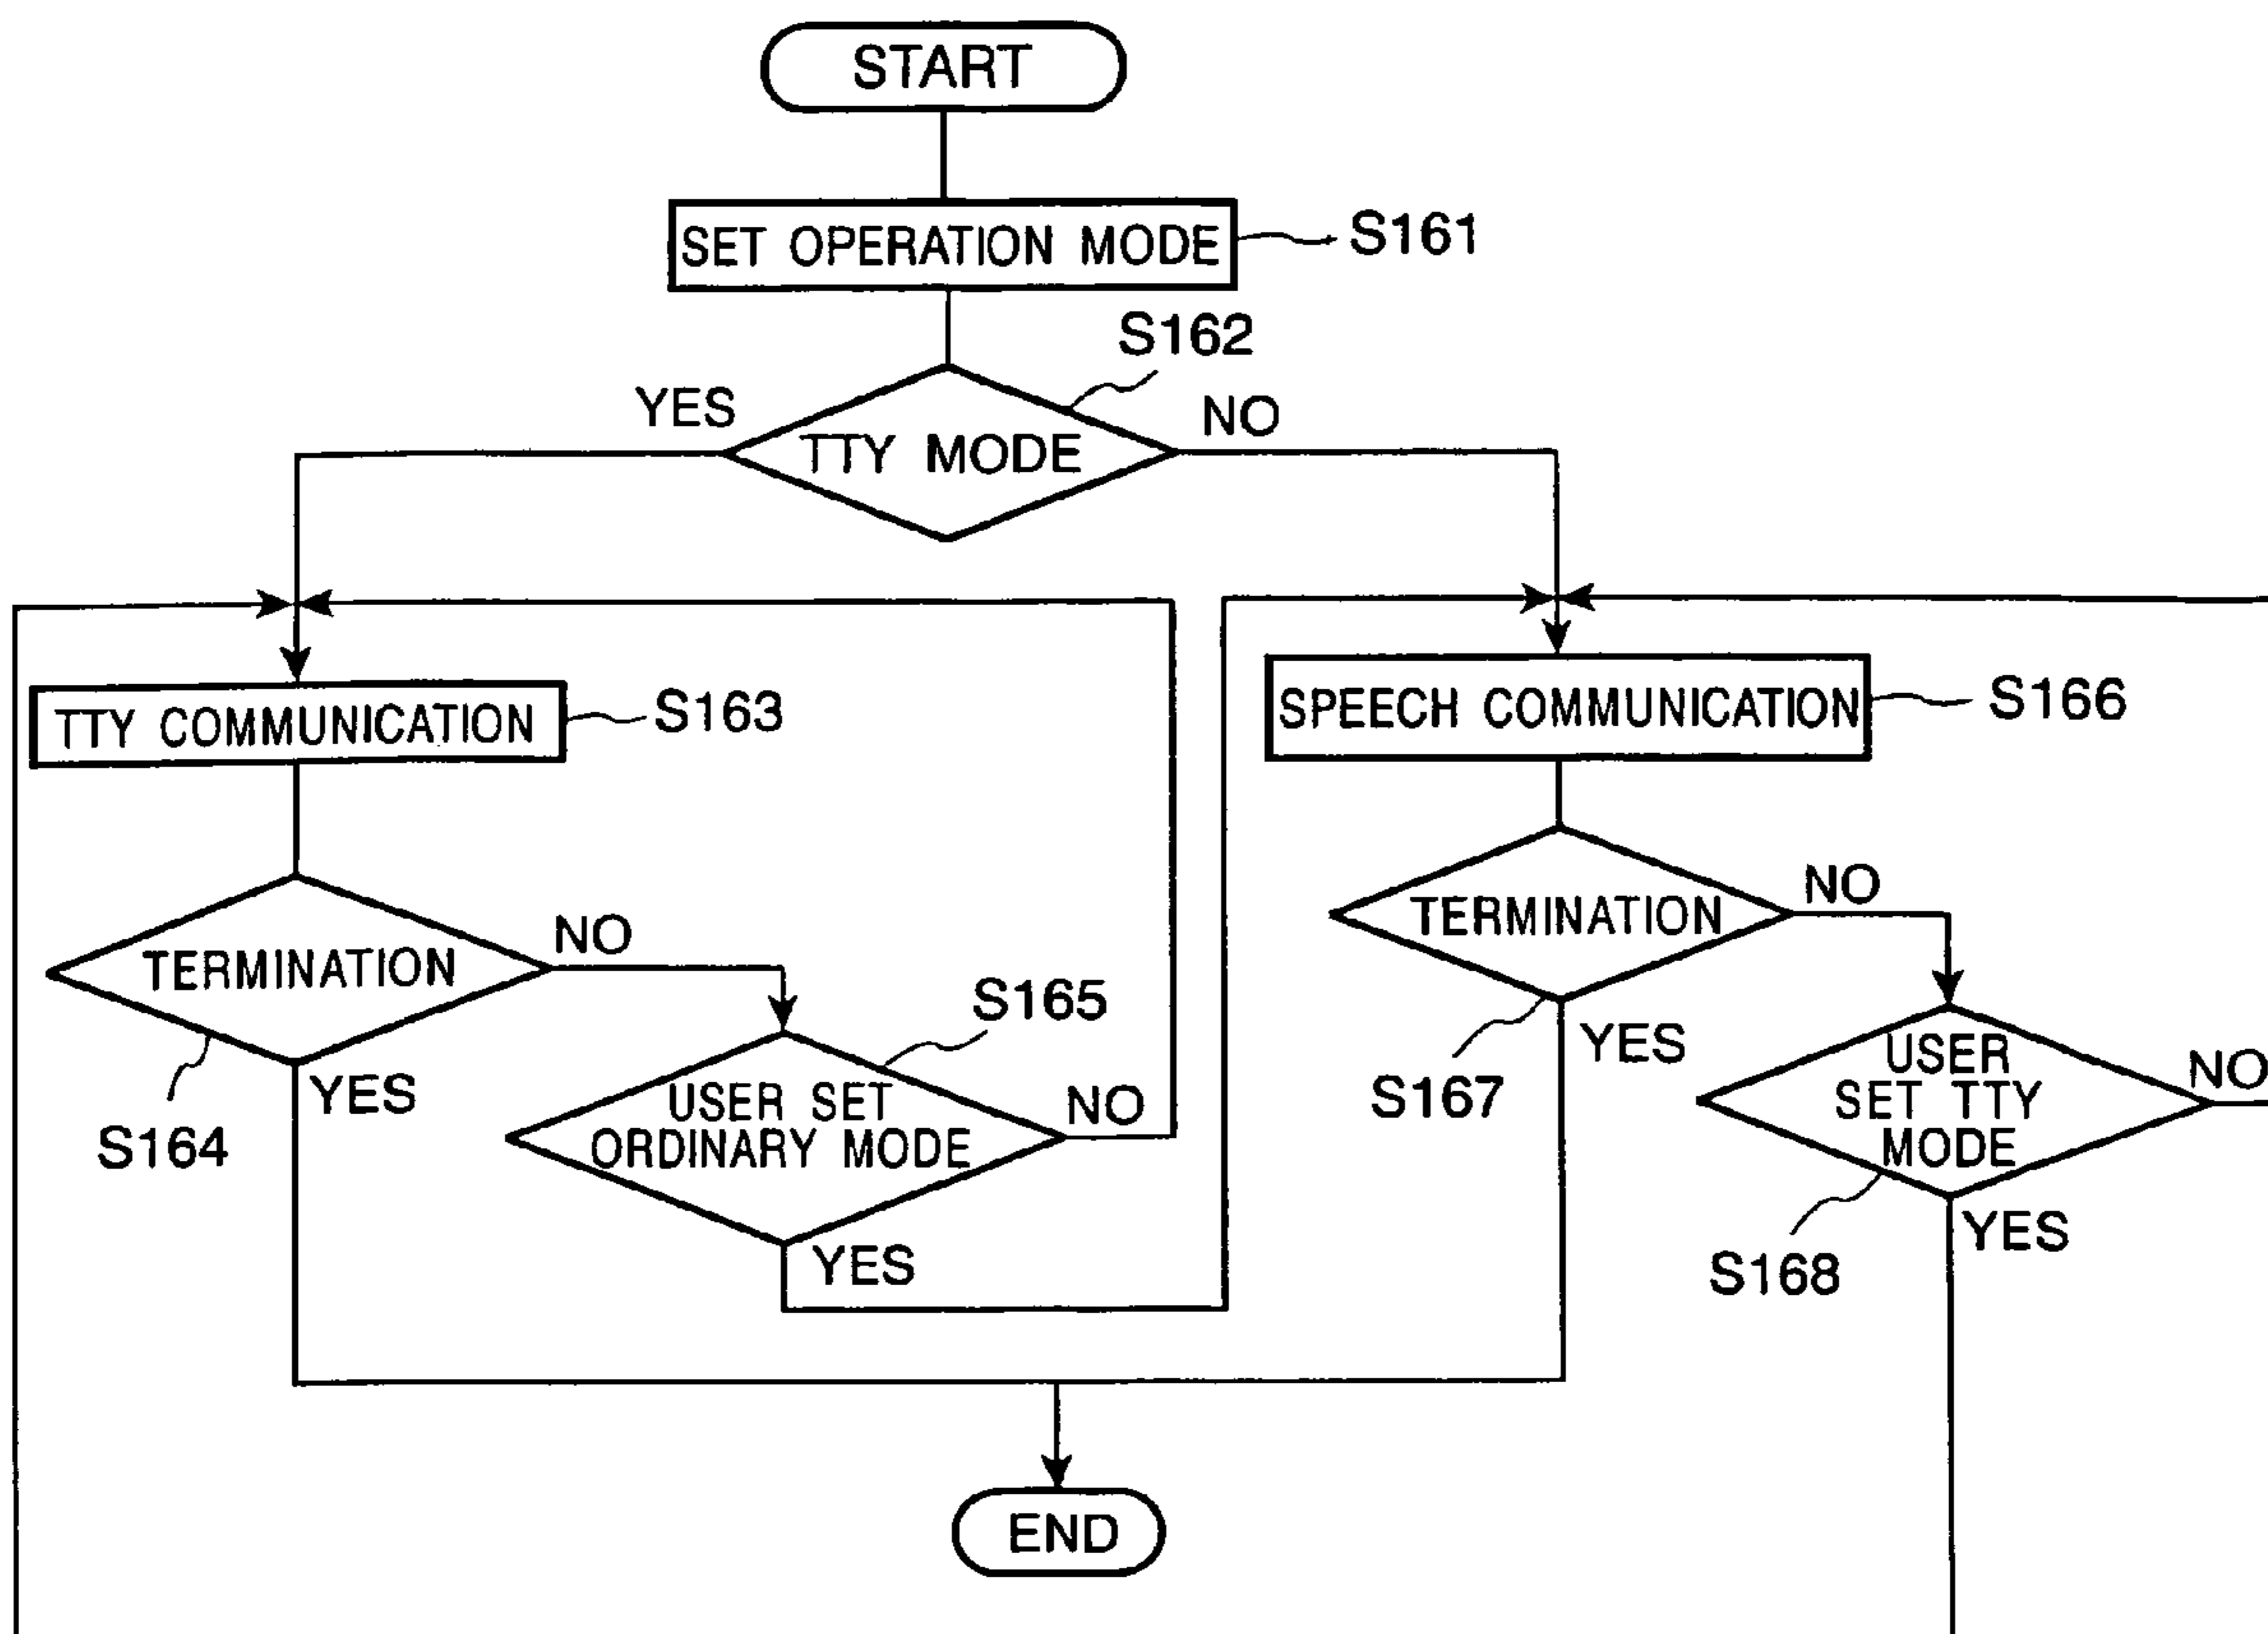 START
SET OPERATION MODE
S161
S162
YES
NO
TTY MODE
TTY COMMUNICATION
S163
SPEECH COMMUNICATION
S166
TERMINATION
NO
S164
YES
S165
USER SET
ORDINARY MODE
NO
YES
TERMINATION
NO
S167
YES
USER
SET TTY
MODE
NO
S168
YES
END